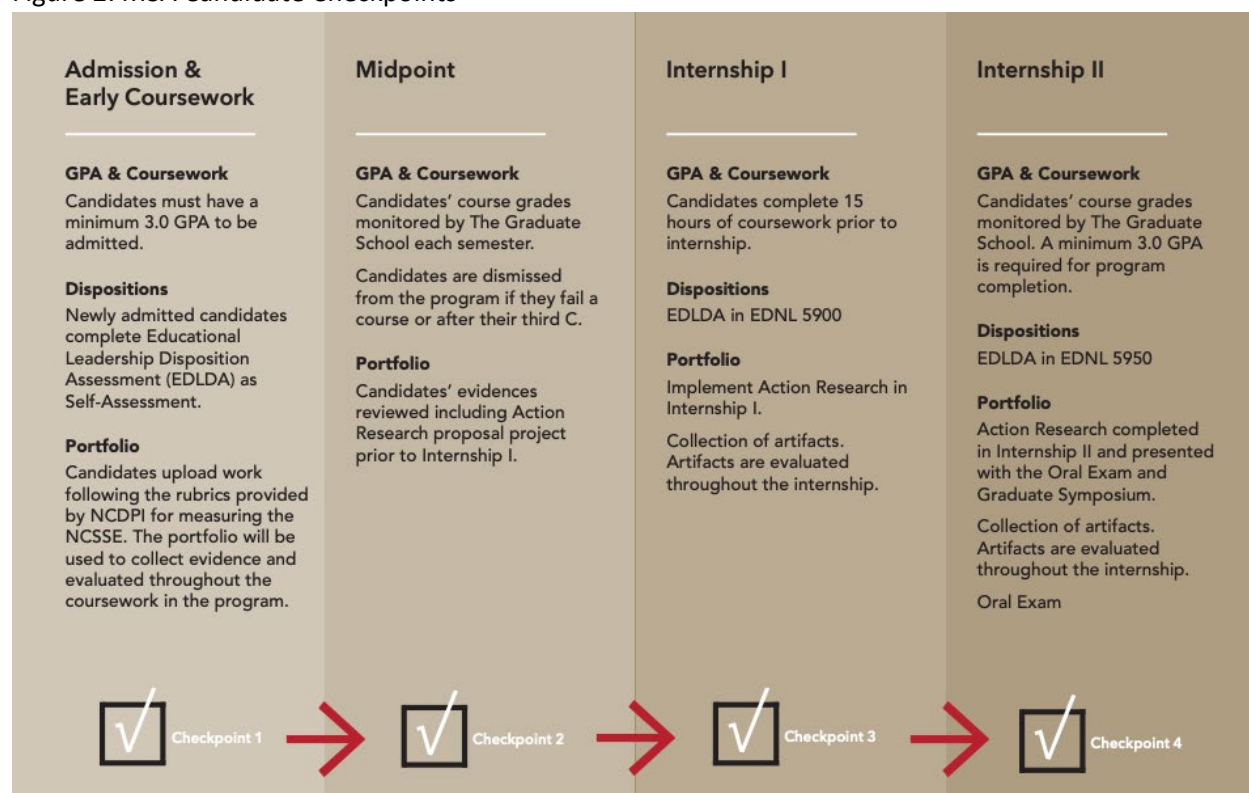 Admission &
Early Coursework
GPA & Coursework
Candidates must have a
minimum 3.0 GPA to be
admitted.
Dispositions
Newly admitted candidates
complete Educational
Leadership Disposition
Assessment (EDLDA) as
Self-Assessment.
Portfolio
Candidates upload work
following the rubrics provided
by NCDPI for measuring the
NCSSE. The portfolio will be
used to collect evidence and
evaluated throughout the
coursework in the program.
Checkpoint 1
Midpoint
GPA & Coursework
Candidates’ course grades
monitored by The Graduate
School each semester.
Candidates are dismissed
from the program if they fail a
course or after their third C.
Portfolio
Candidates’ evidences
reviewed including Action
Research proposal project
prior to Internship I.
Checkpoint 2
Internship I
GPA & Coursework
Candidates complete 15
hours of coursework prior to
internship.
Dispositions
EDLDA in EDNL 5900
Portfolio
Implement Action Research in
Internship I.
Collection of artifacts.
Artifacts are evaluated
throughout the internship.
Checkpoint 3
Internship II
GPA & Coursework
Candidates’ course grades
monitored by The Graduate
School. A minimum 3.0 GPA
is required for program
completion.
Dispositions
EDLDA in EDNL 5950
Portfolio
Action Research completed
in Internship II and presented
with the Oral Exam and
Graduate Symposium.
Collection of artifacts.
Artifacts are evaluated
throughout the internship.
Oral Exam
Checkpoint 4